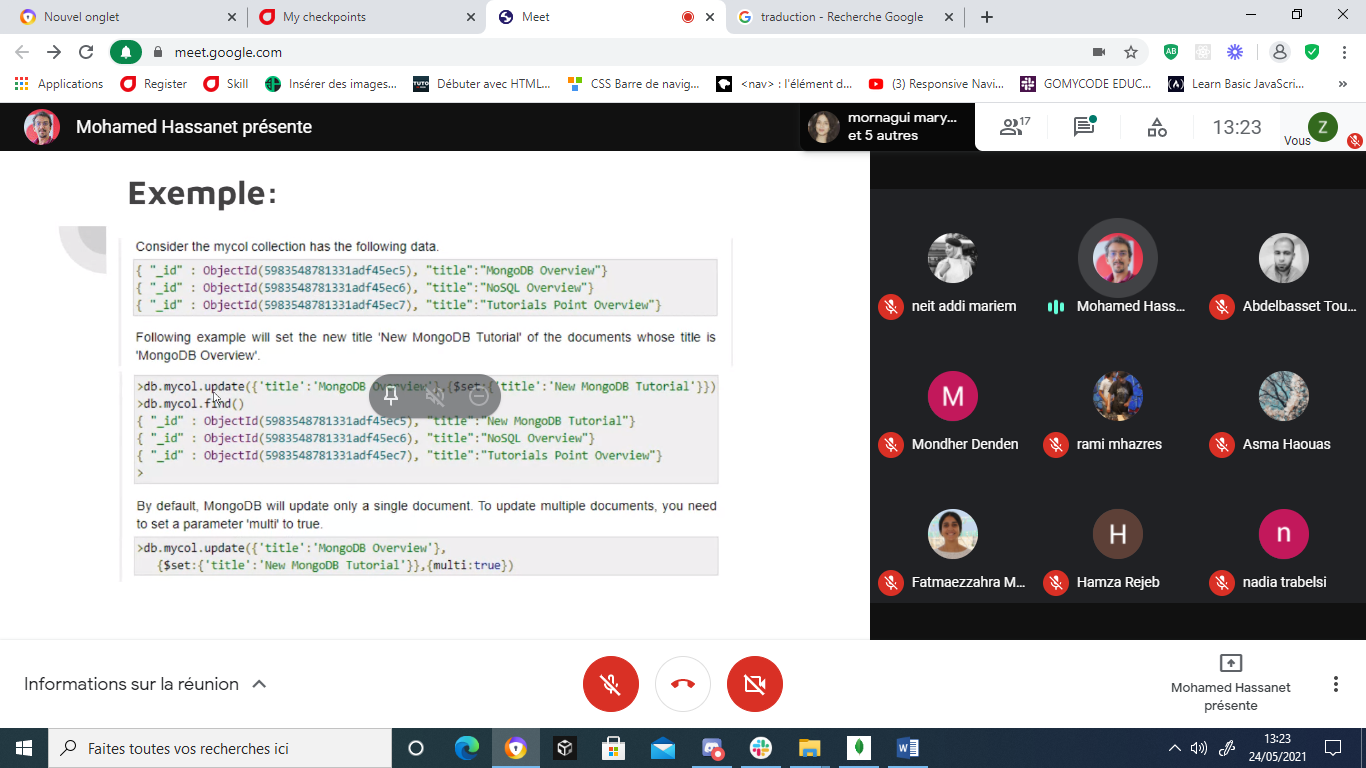 Nouvel onglet
My checkpoints
Meet
traduction - Recherche Google
meet.google.com
Applications
Register
Skill
Insérer des images...
Débuter avec HTML...
CSS Barre de navig...
<nav> : l'élément d...
(3) Responsive Navi...
GOMYCODE EDUC...
Learn Basic JavaScri...
»
Mohamed Hassanet présente
mornagui mary...
et 5 autres
17
13:23
Vous
Z
Exemple:
Consider the mycol collection has the following data.
{ "_id" : ObjectId(5983548781331adf45ec5), "title":"MongoDB Overview"}
{ "_id" : ObjectId(5983548781331adf45ec6), "title":"NoSQL Overview"}
{ "_id" : ObjectId(5983548781331adf45ec7), "title":"Tutorials Point Overview"}
Following example will set the new title 'New MongoDB Tutorial' of the documents whose title is
'MongoDB Overview'.
>db.mycol.update({'title':'MongoDB Overview'},{$set:{'title':'New MongoDB Tutorial'}})
>db.mycol.find()
{ "_id" : ObjectId(5983548781331adf45ec5), "title":"New MongoDB Tutorial"}
{ "_id" : ObjectId(5983548781331adf45ec6), "title":"NoSQL Overview"}
{ "_id" : ObjectId(5983548781331adf45ec7), "title":"Tutorials Point Overview"}
>
By default, MongoDB will update only a single document. To update multiple documents, you need
to set a parameter 'multi' to true.
>db.mycol.update({'title':'MongoDB Overview'},
{$set:{'title':'New MongoDB Tutorial'}},{multi:true})
neit addi mariem
Mohamed Hass...
Abdelbasset Tou...
M
Mondher Denden
rami mhazres
Asma Haouas
Fatmaezzahra M...
H
Hamza Rejeb
n
nadia trabelsi
Informations sur la réunion
Mohamed Hassanet
présente
Faites toutes vos recherches ici
13:23
24/05/2021